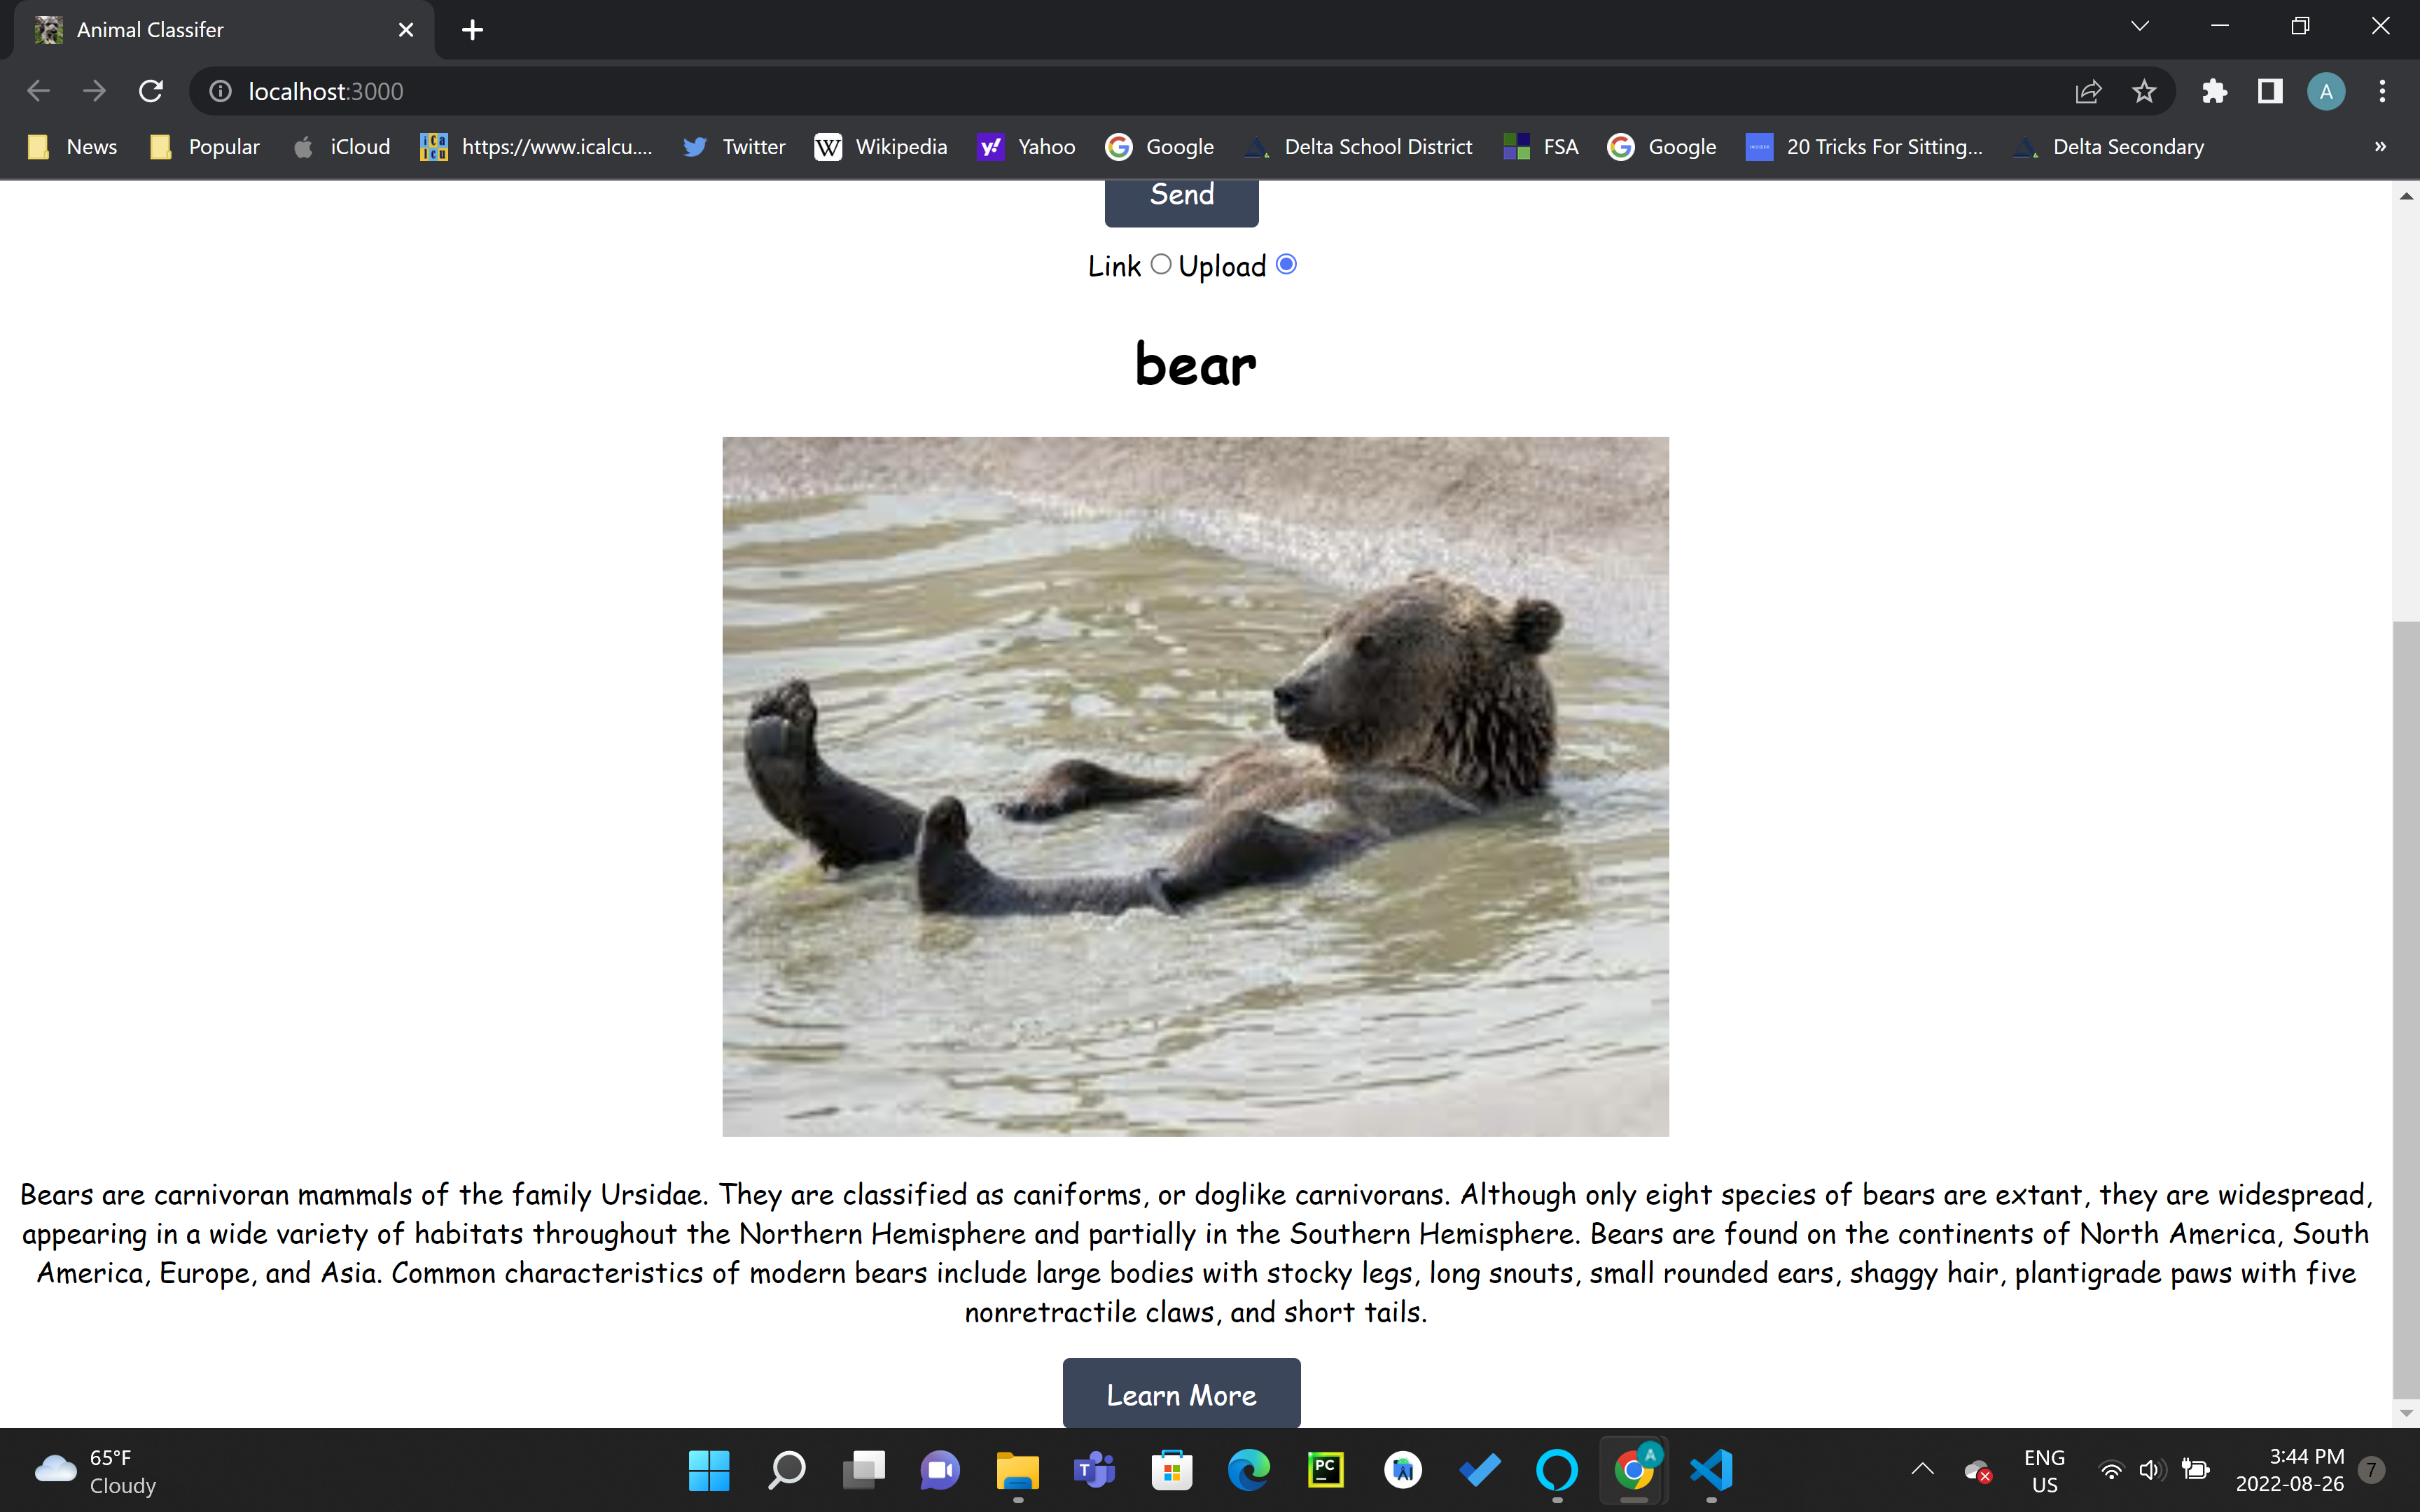 Animal Classifer
localhost:3000
News Popular iCloud https://www.icalcu.... Twitter Wikipedia Yahoo Google Delta School District FSA Google 20 Tricks For Sitting... Delta Secondary »
Send
Link Upload
bear
Bears are carnivoran mammals of the family Ursidae. They are classified as caniforms, or doglike carnivorans. Although only eight species of bears are extant, they are widespread,
appearing in a wide variety of habitats throughout the Northern Hemisphere and partially in the Southern Hemisphere. Bears are found on the continents of North America, South
America, Europe, and Asia. Common characteristics of modern bears include large bodies with stocky legs, long snouts, small rounded ears, shaggy hair, plantigrade paws with five
nonretractile claws, and short tails.
Learn More
65°F
Cloudy
ENG
US
3:44 PM
2022-08-26
7